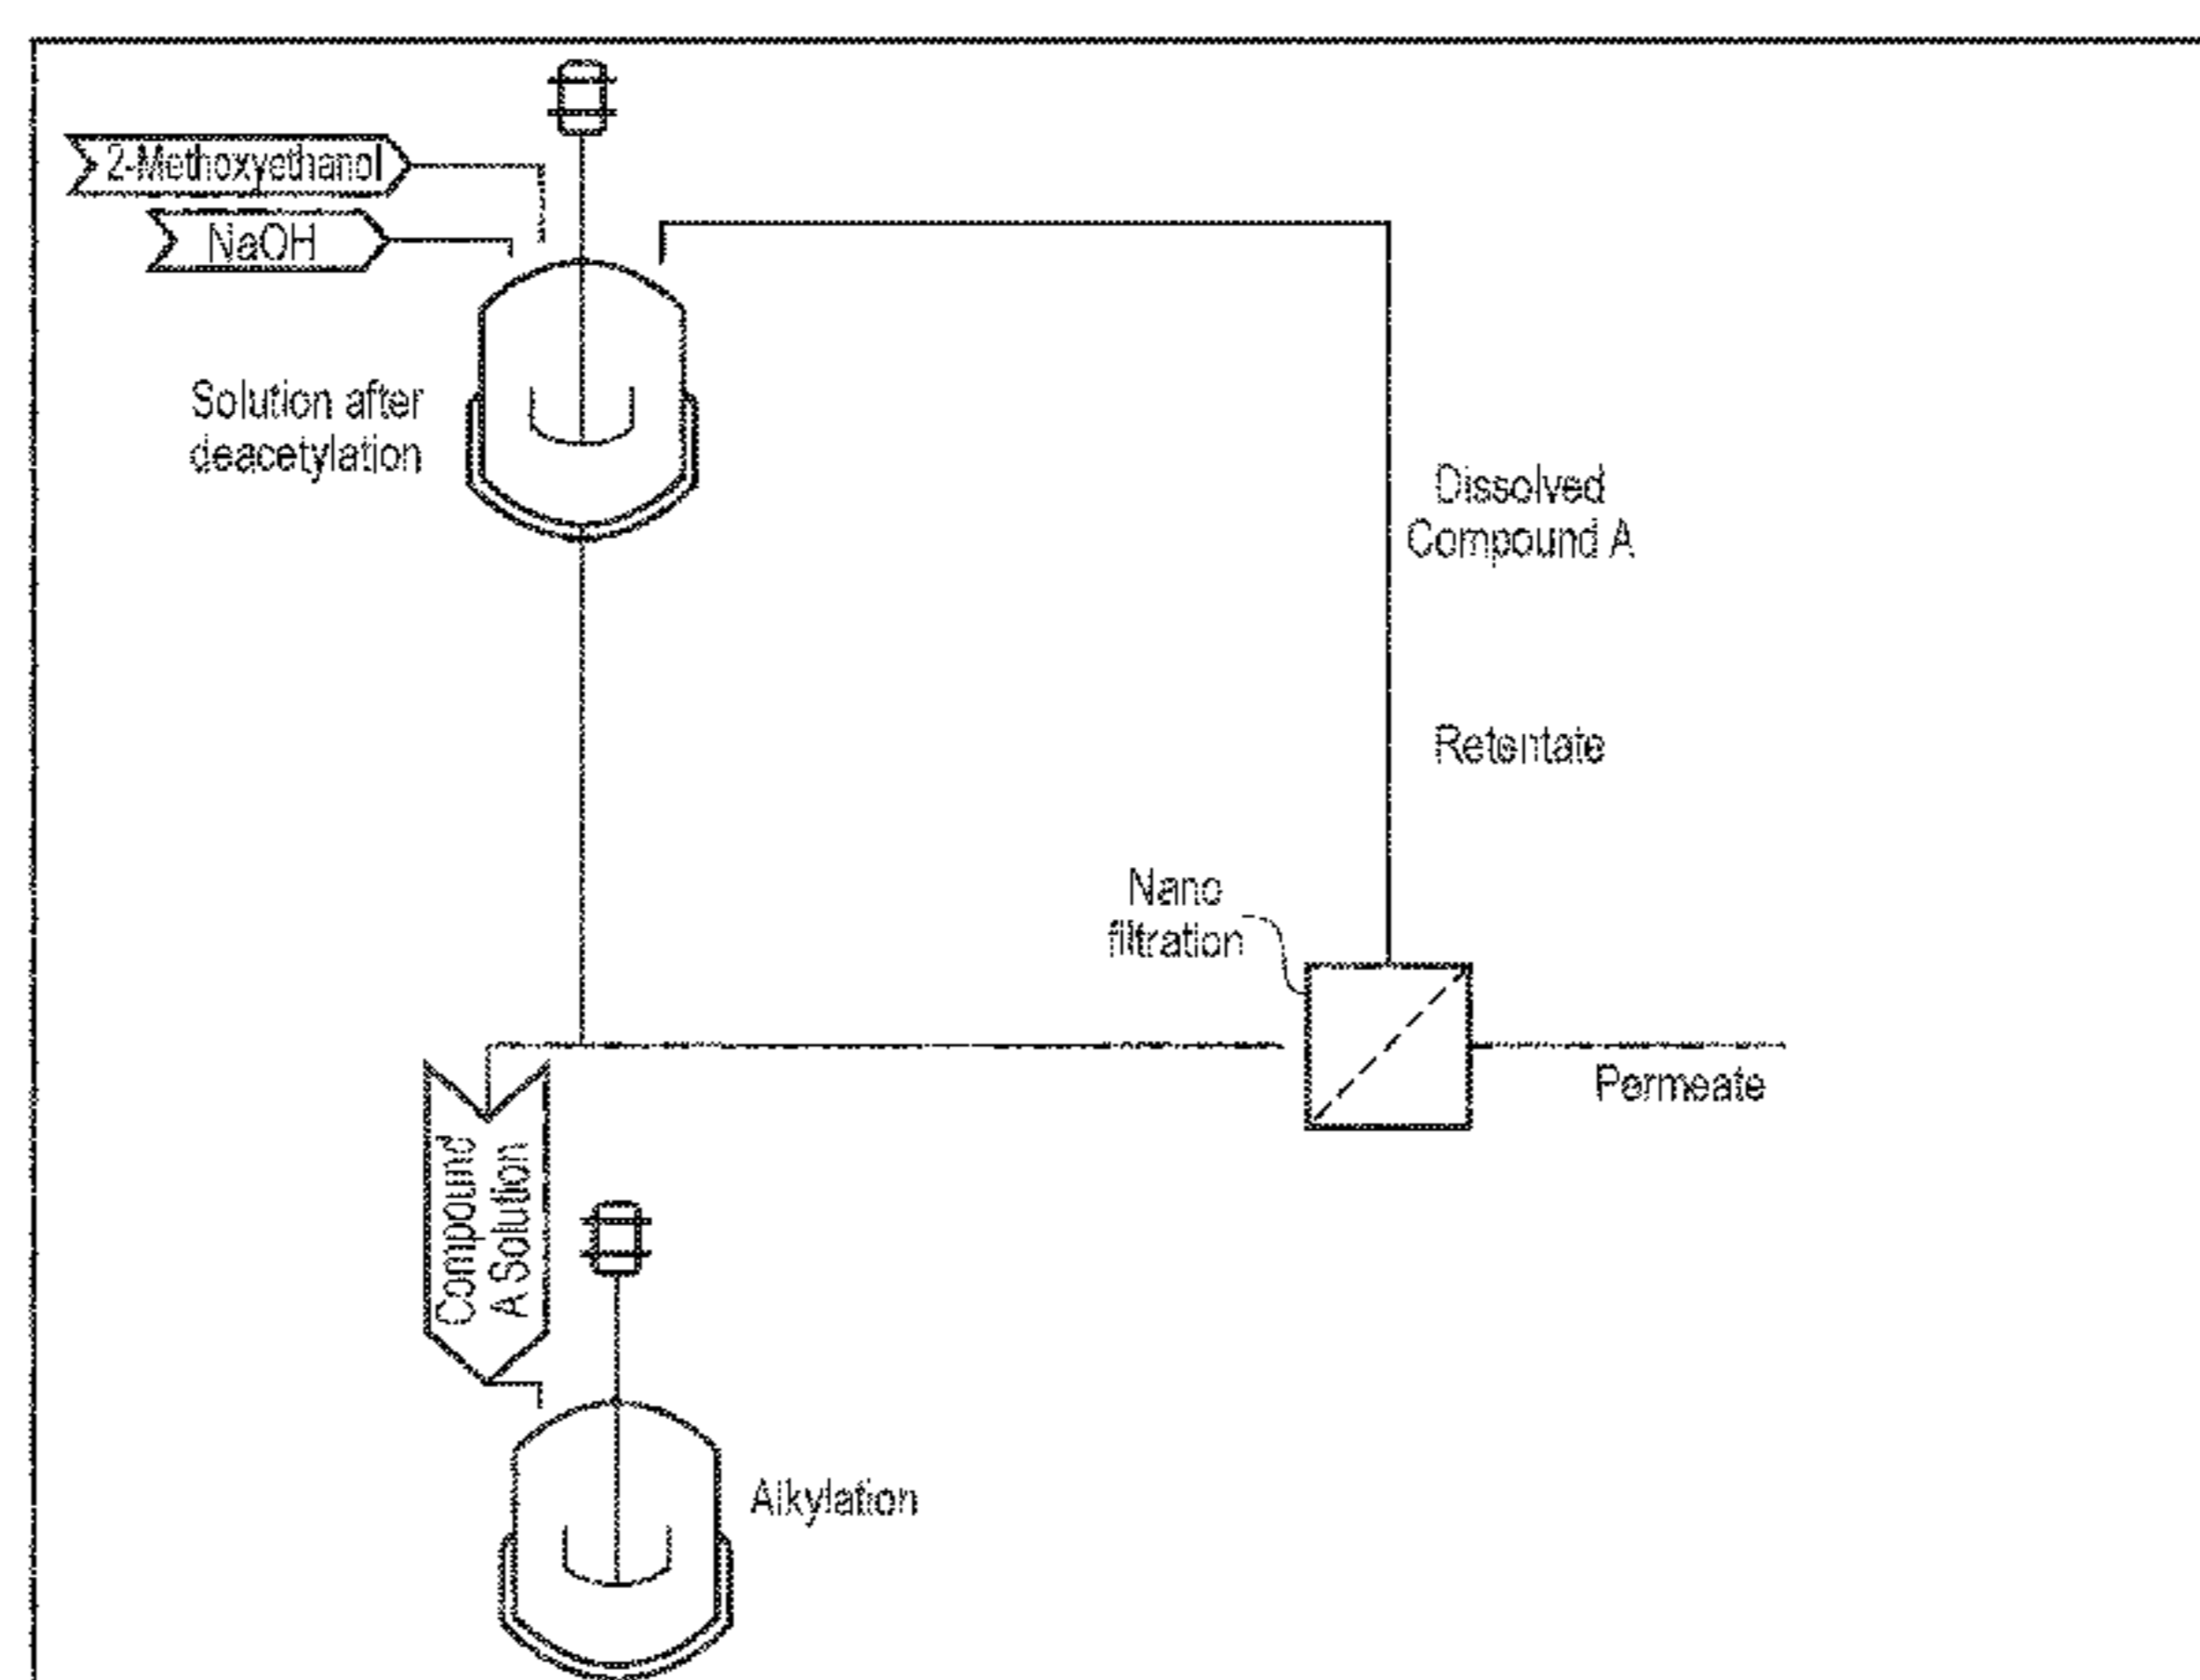 2-Methoxyethanol
NaOH
Solution after
deacetylation
Dissolved
Compound A
Retentate
Nano
filtration
Permeate
Compound
A Solution
Alkylation